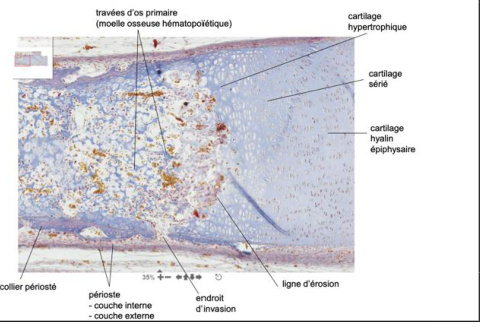 travées d'os primaire
(moelle osseuse hématopoïétique)
cartilage
hypertrophique
cartilage
sérié
cartilage
hyalin
épiphysaire
35%
collier périosté
périoste
- couche interne
- couche externe
endroit
d'invasion
ligne d'érosion